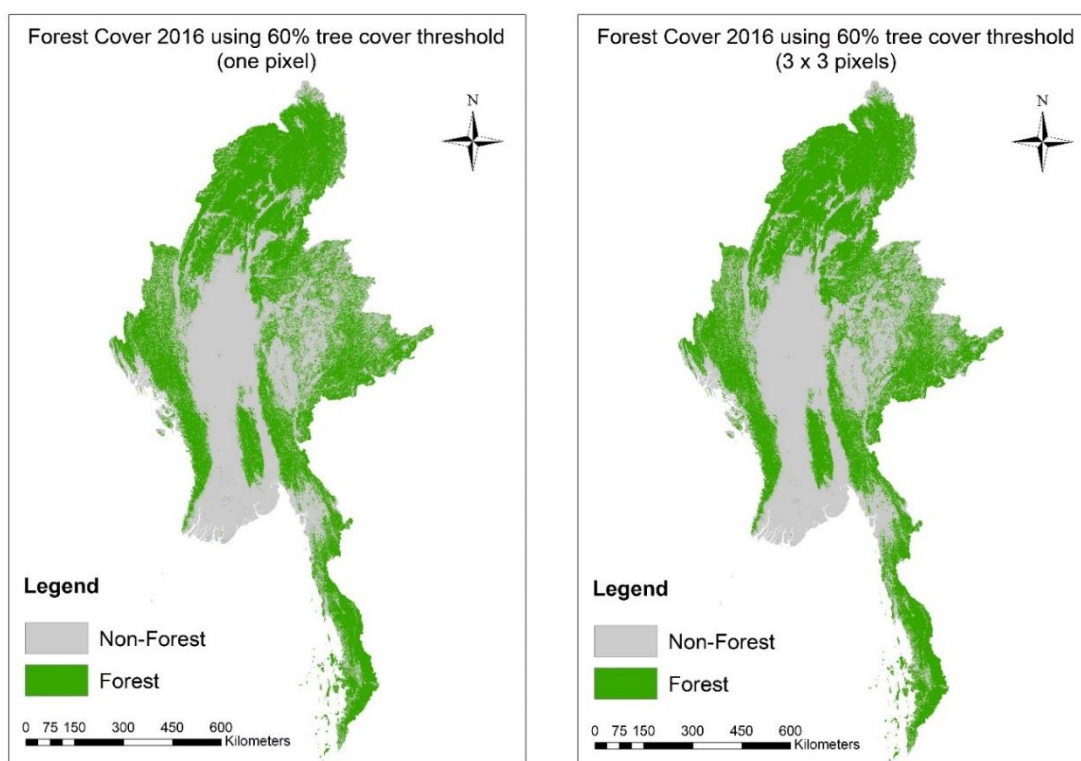 Forest Cover 2016 using 60% tree cover threshold
(one pixel)
N
Legend
Non-Forest
Forest
0 75 150 300 450 600
Kilometers
Forest Cover 2016 using 60% tree cover threshold
(3 x 3 pixels)
N
Legend
Non-Forest
Forest
0 75 150 300 450 600
Kilometers